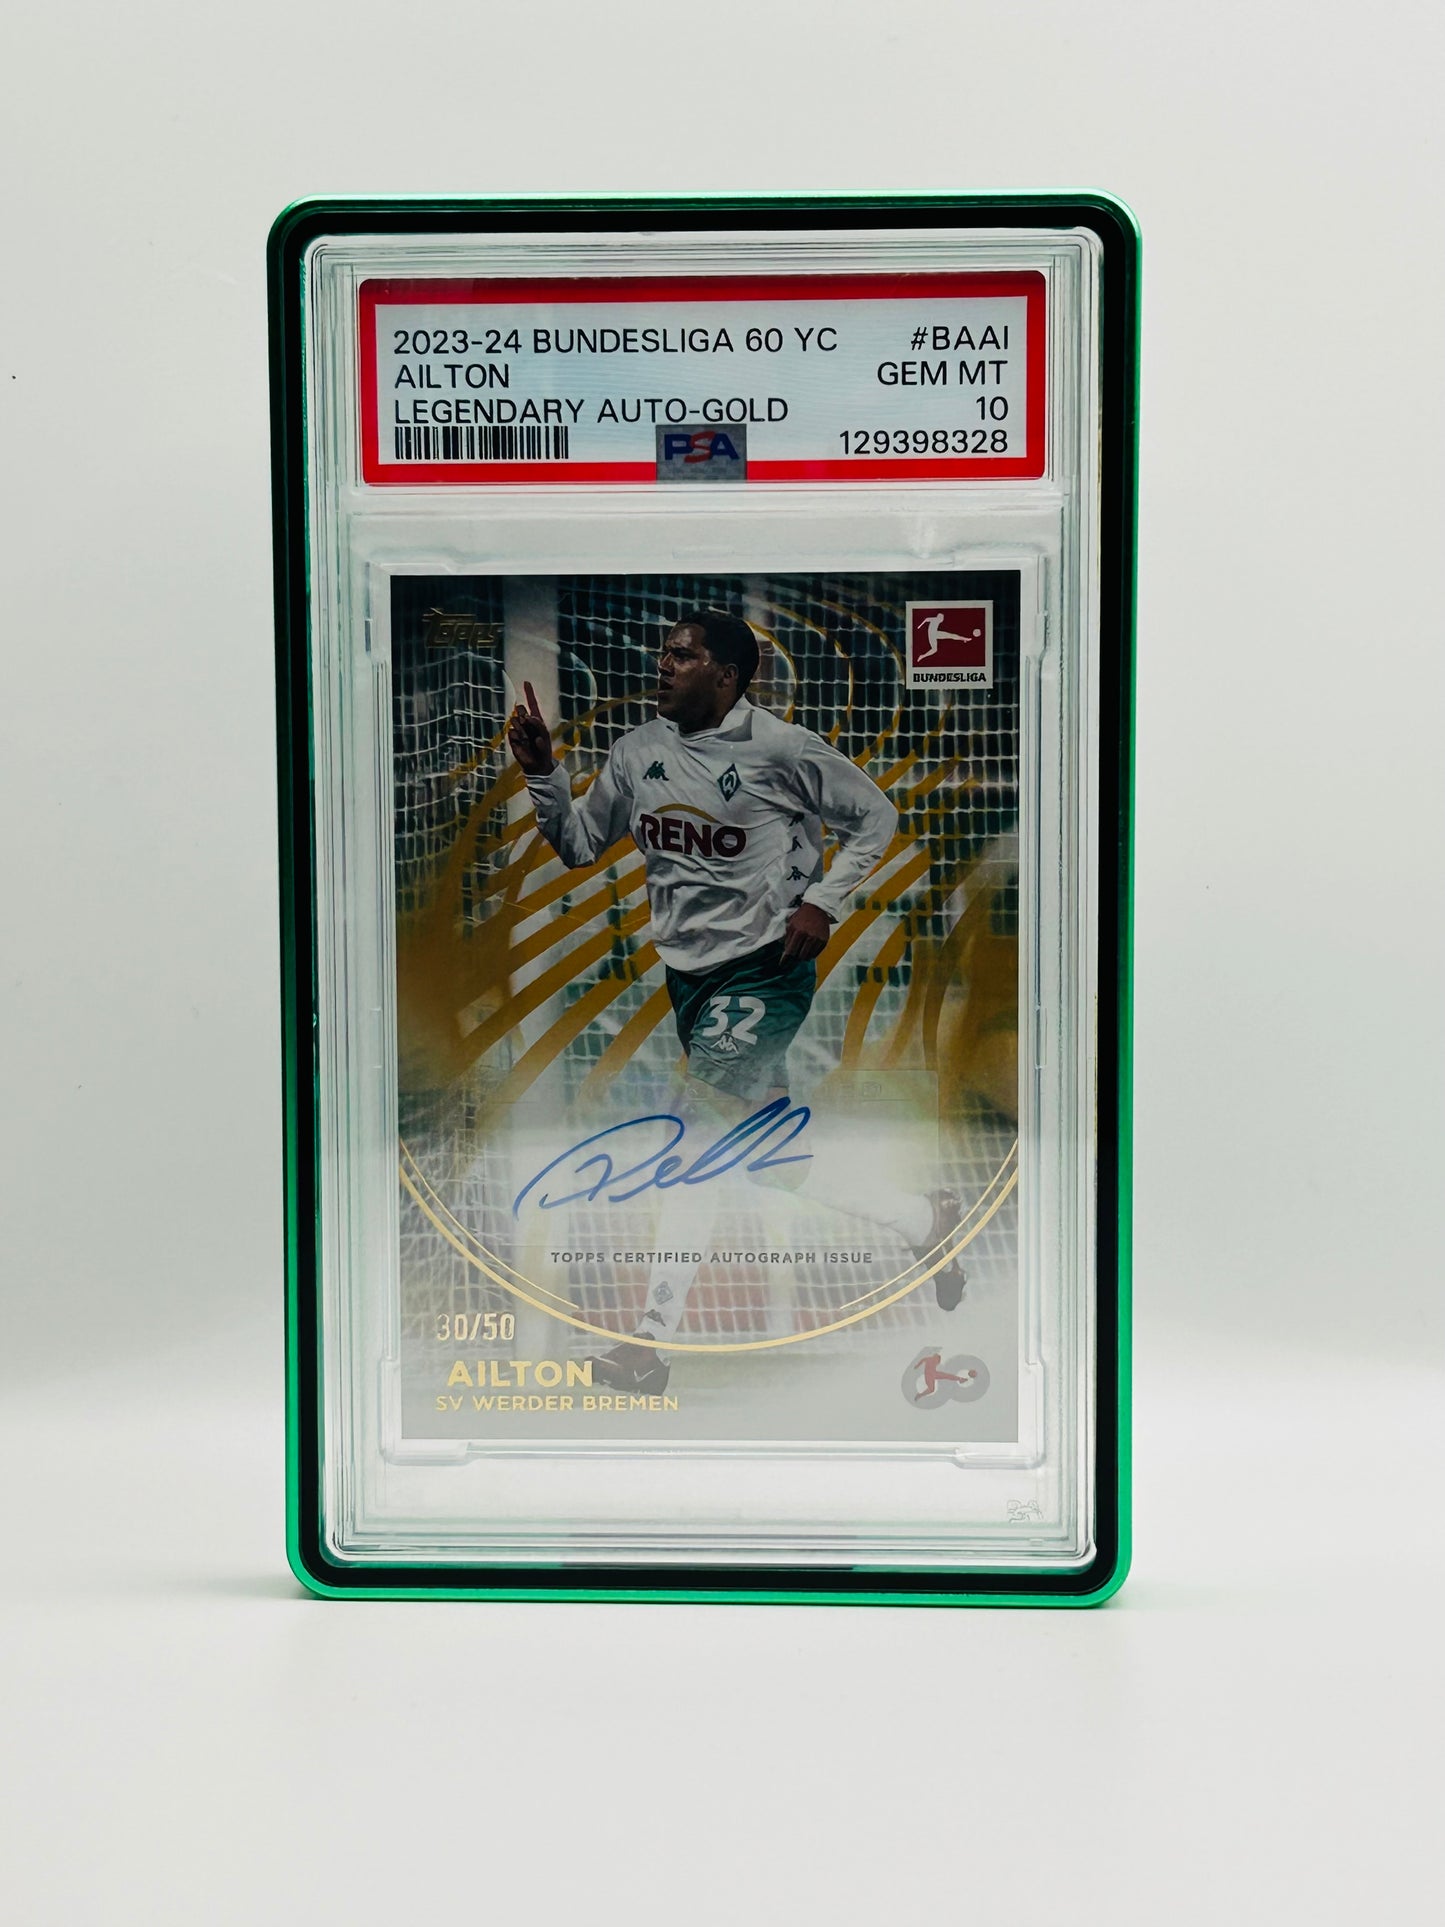 2023-24 BUNDESLIGA 60 YC #BAAI
AILTON GEM MT
LEGENDARY AUTO-GOLD 10
PSA 129398328
Topps
BUNDESLIGA
RENO
32
TOPPS CERTIFIED AUTOGRAPH ISSUE
30/50
AILTON
SV WERDER BREMEN
60